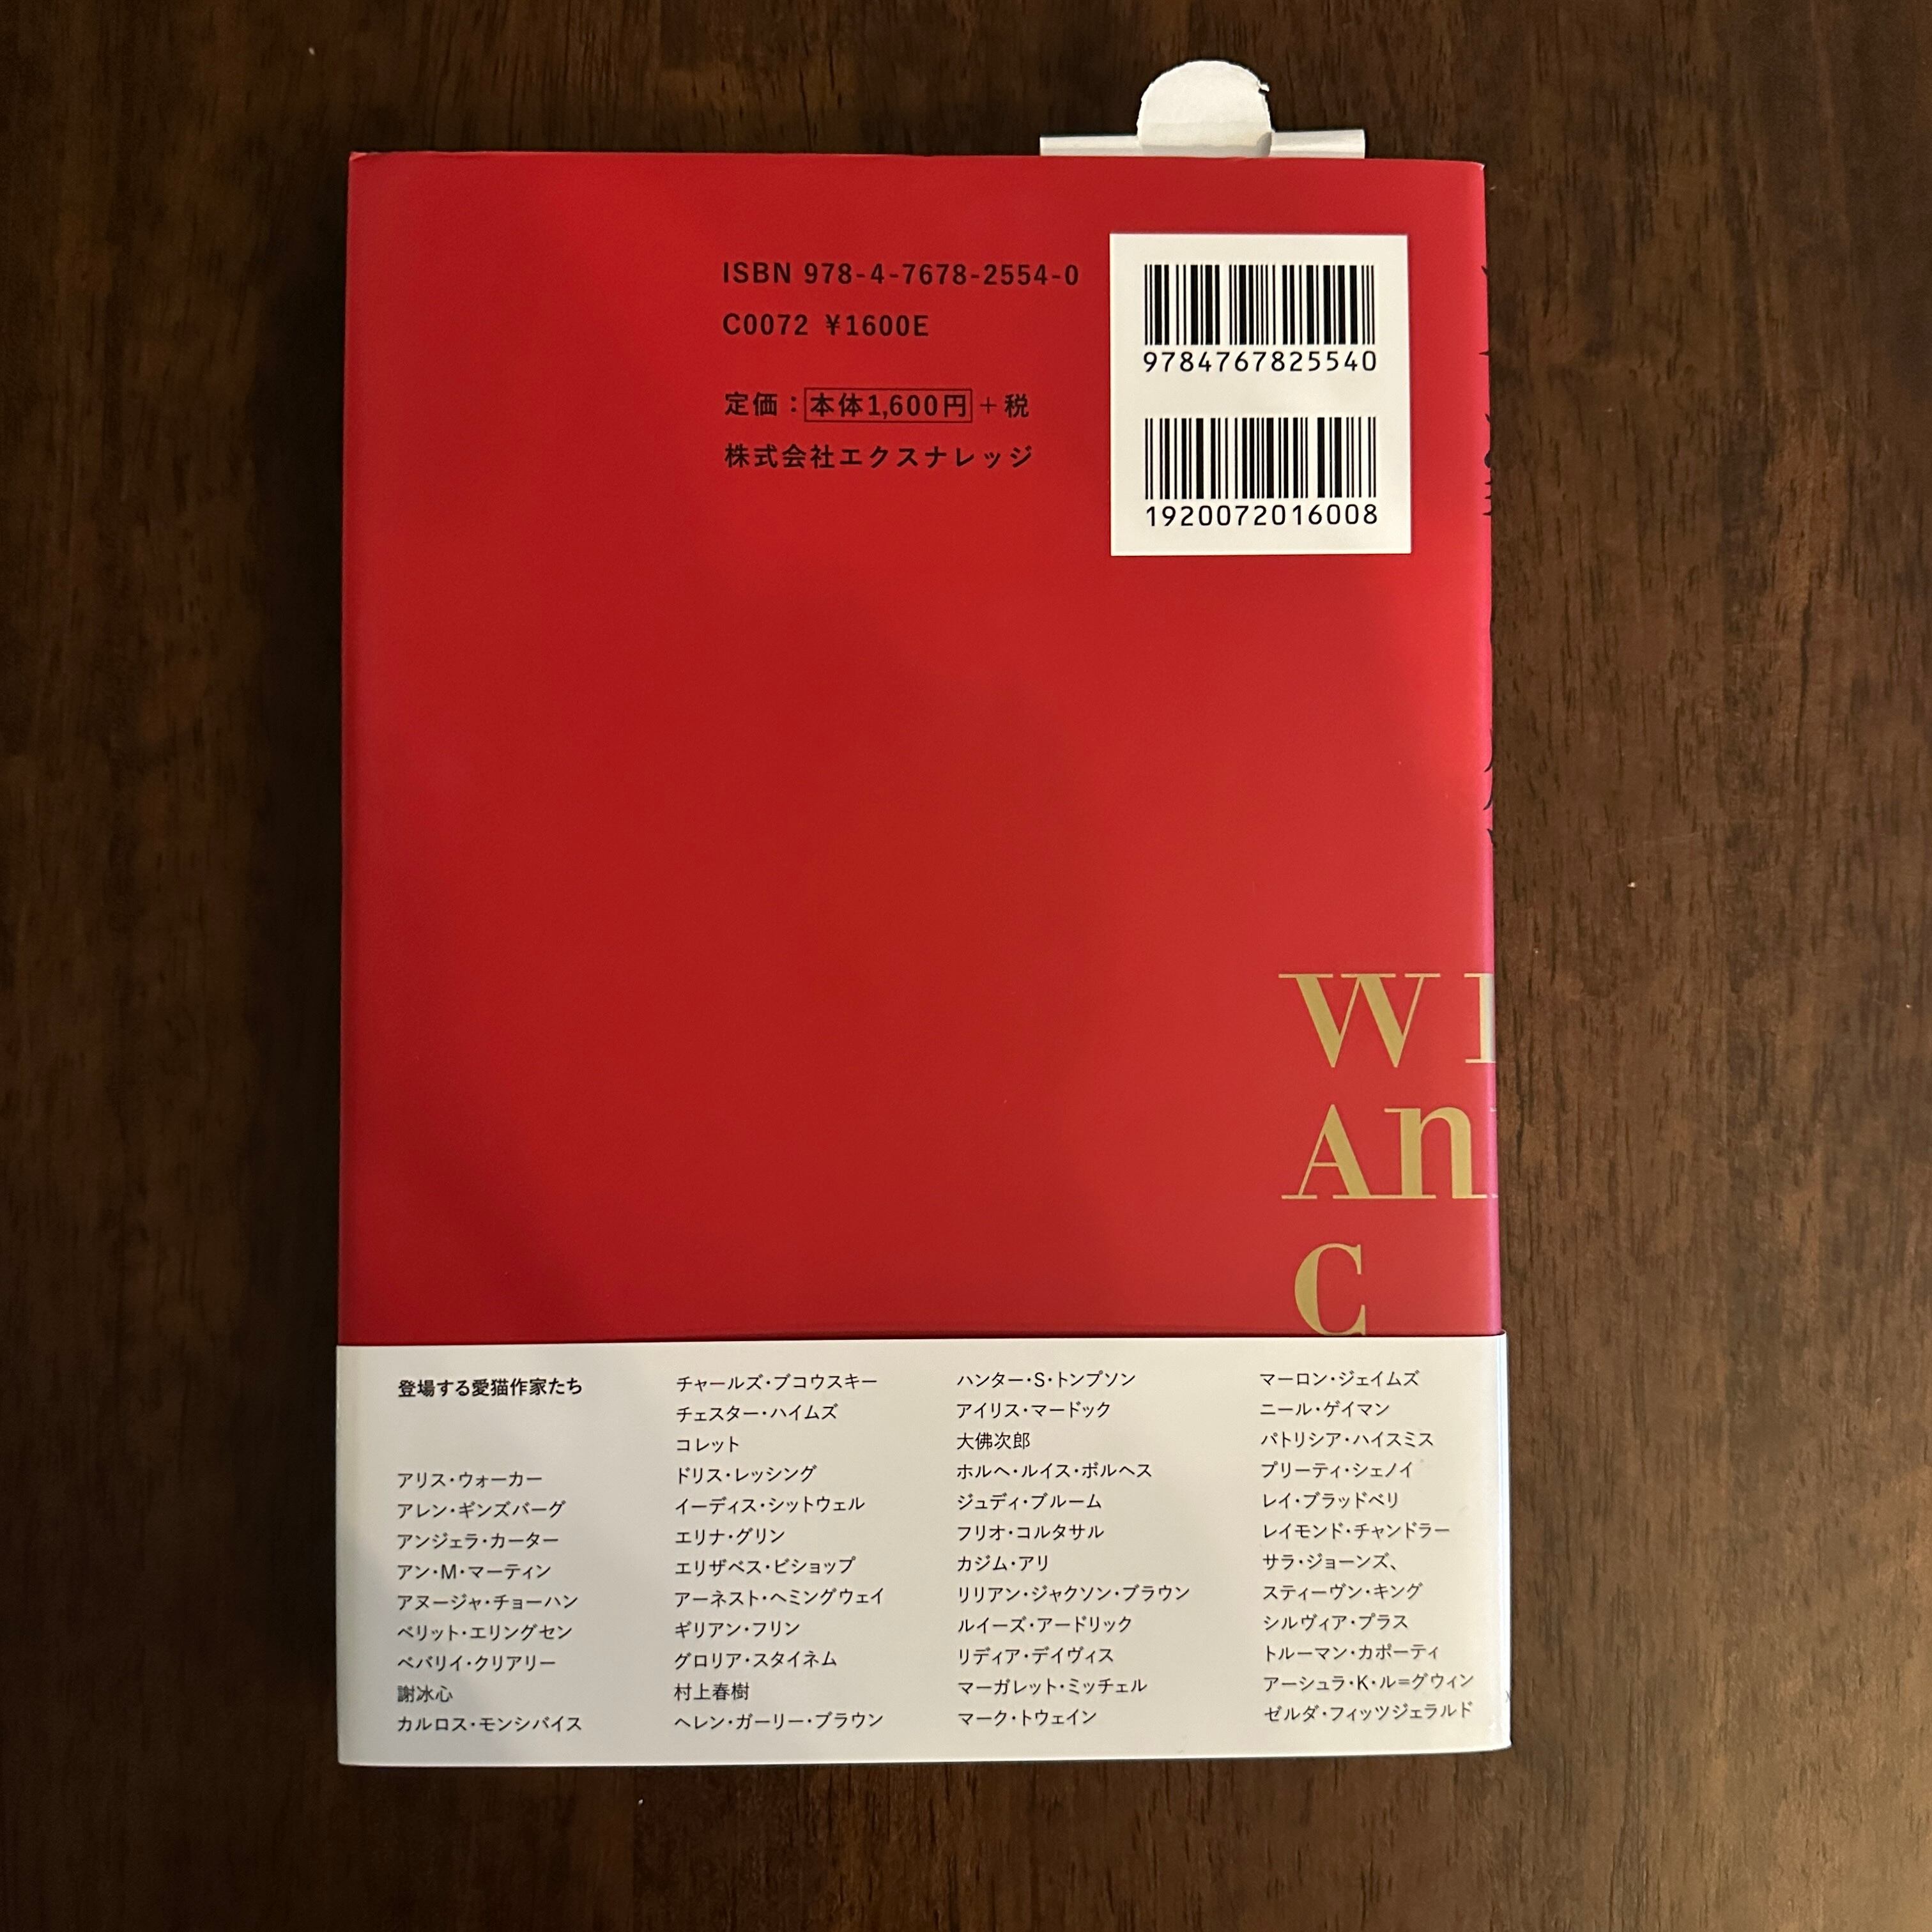 ISBN 978-4-7678-2554-0
C0072 ¥1600E
定価：本体1,600円＋税
株式会社エクスナレッジ
9784767825540
1920072016008
W
An
C
登場する愛猫作家たち
アリス・ウォーカー
アレン・ギンズバーグ
アンジェラ・カーター
アン・M・マーティン
アヌージャ・チョーハン
ベリット・エリングセン
ベバリイ・クリアリー
謝冰心
カルロス・モンシバイス
チャールズ・ブコウスキー
チェスター・ハイムズ
コレット
ドリス・レッシング
イーディス・シットウェル
エリナ・グリン
エリザベス・ビショップ
アーネスト・ヘミングウェイ
ギリアン・フリン
グロリア・スタイネム
村上春樹
ヘレン・ガーリー・ブラウン
ハンター・S・トンプソン
アイリス・マードック
大佛次郎
ホルヘ・ルイス・ボルヘス
ジュディ・ブルーム
フリオ・コルタサル
カジム・アリ
リリアン・ジャクソン・ブラウン
ルイーズ・アードリック
リディア・デイヴィス
マーガレット・ミッチェル
マーク・トウェイン
マーロン・ジェイムズ
ニール・ゲイマン
パトリシア・ハイスミス
プリーティ・シェノイ
レイ・ブラッドベリ
レイモンド・チャンドラー
サラ・ジョーンズ、
スティーヴン・キング
シルヴィア・プラス
トルーマン・カポーティ
アーシュラ・K・ル=グウィン
ゼルダ・フィッツジェラルド